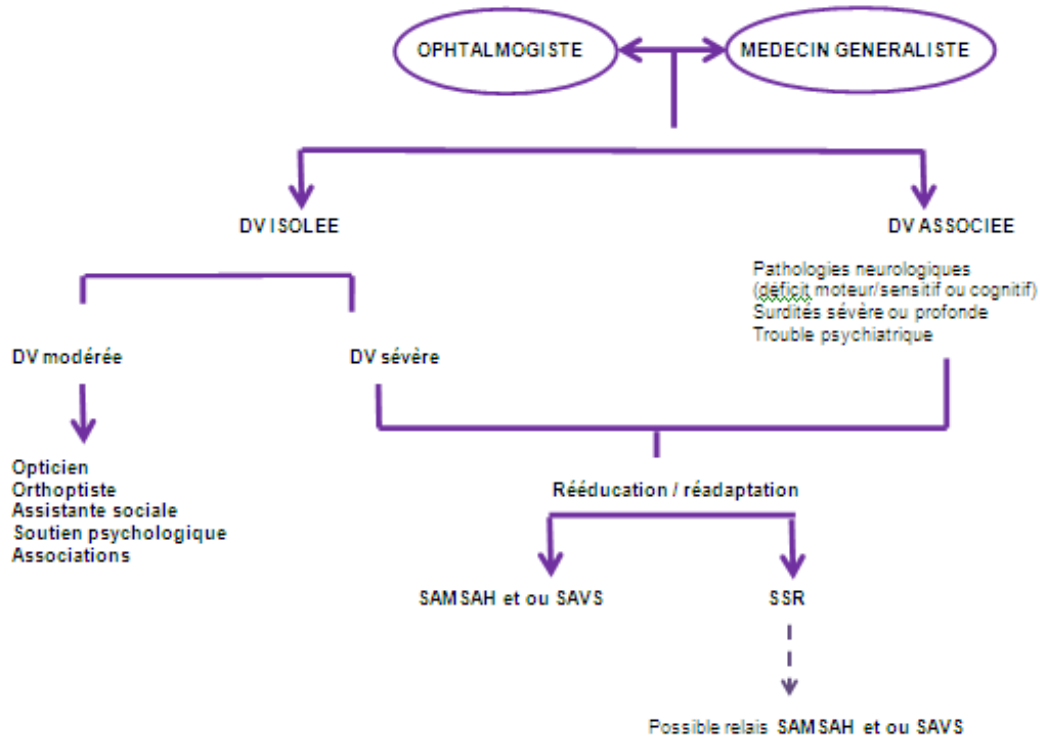 OPHTALMOGISTE
MEDECIN GENERALISTE
DV ISOLEE
DV ASSOCIEE
Pathologies neurologiques
(déficit moteur/sensitif ou cognitif)
Surdités sévère ou profonde
Trouble psychiatrique
DV modérée
DV sévère
Opticien
Orthoptiste
Assistante sociale
Soutien psychologique
Associations
Rééducation / réadaptation
SAMSAH et ou SAVS
SSR
Possible relais SAMSAH et ou SAVS